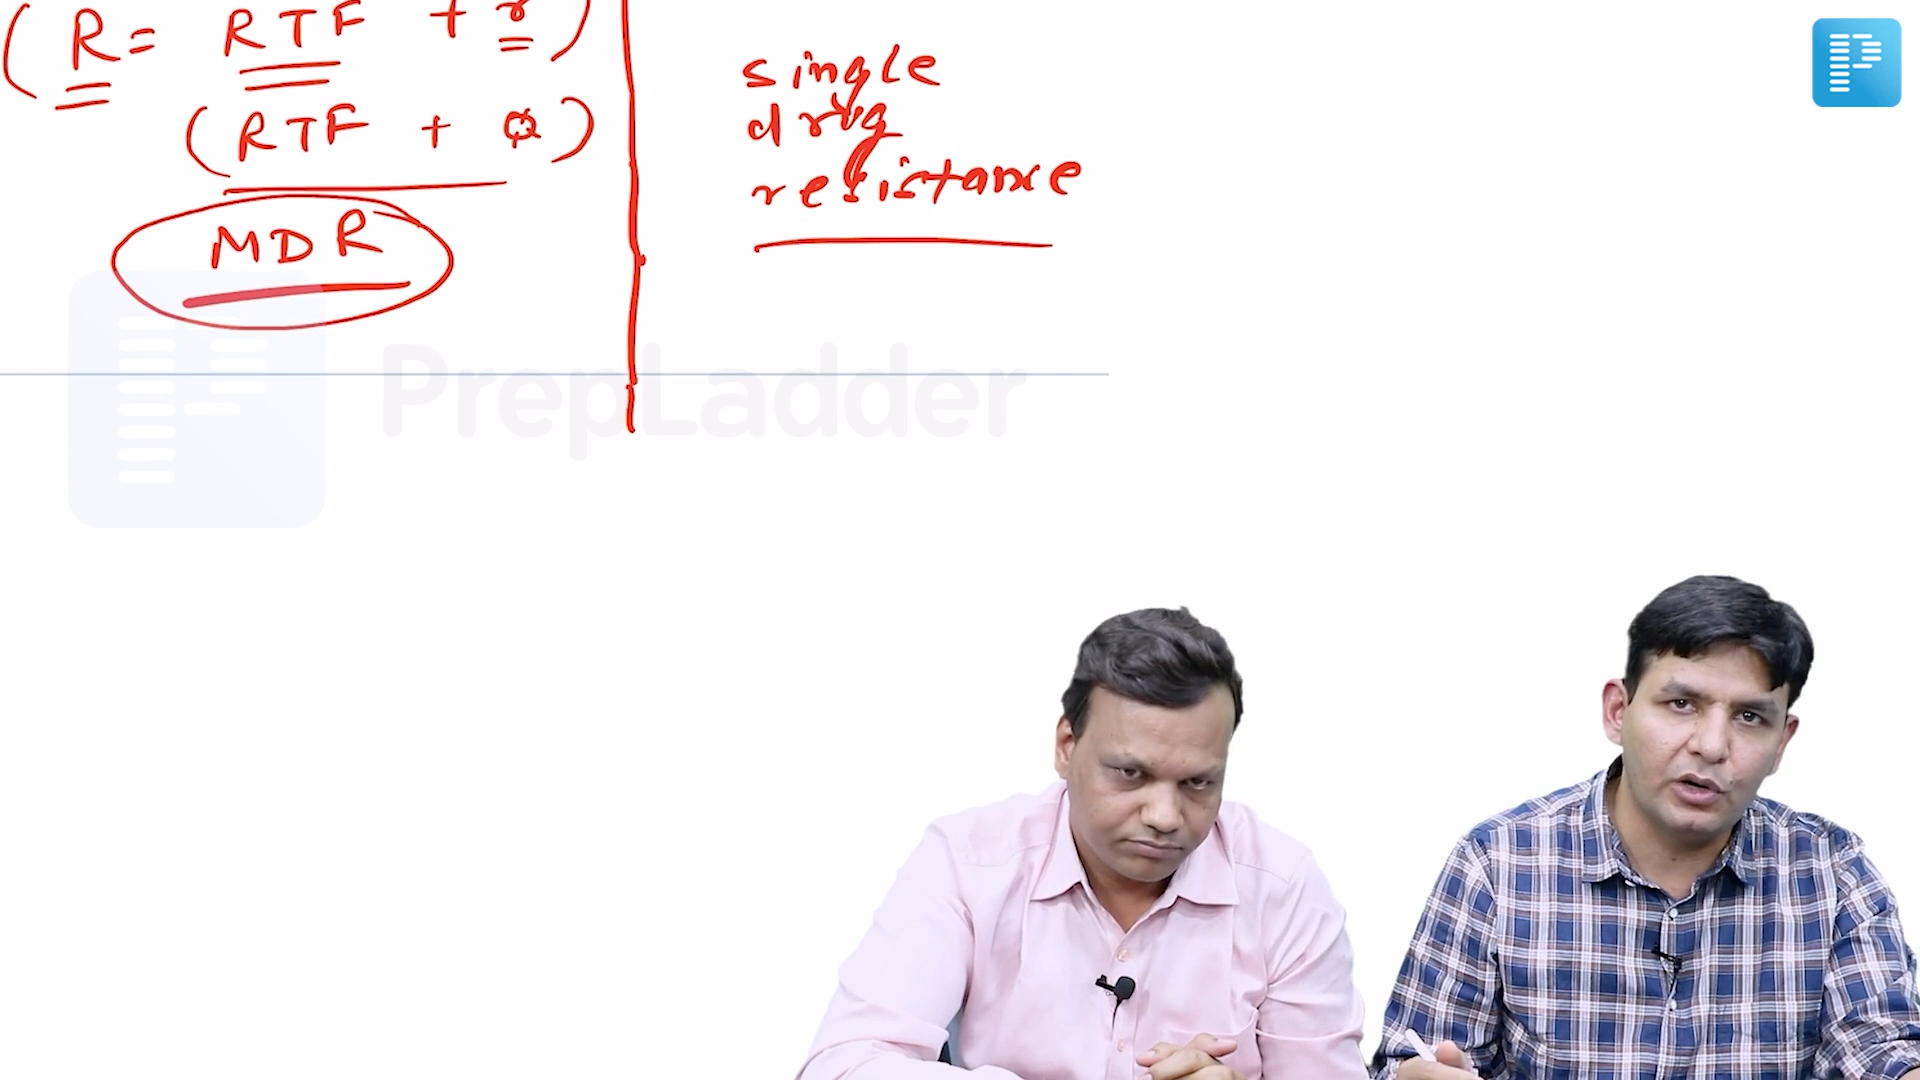 (R = RTF + r)
(RTF + Q)
MDR
single
drug
resistance
PrepLadder